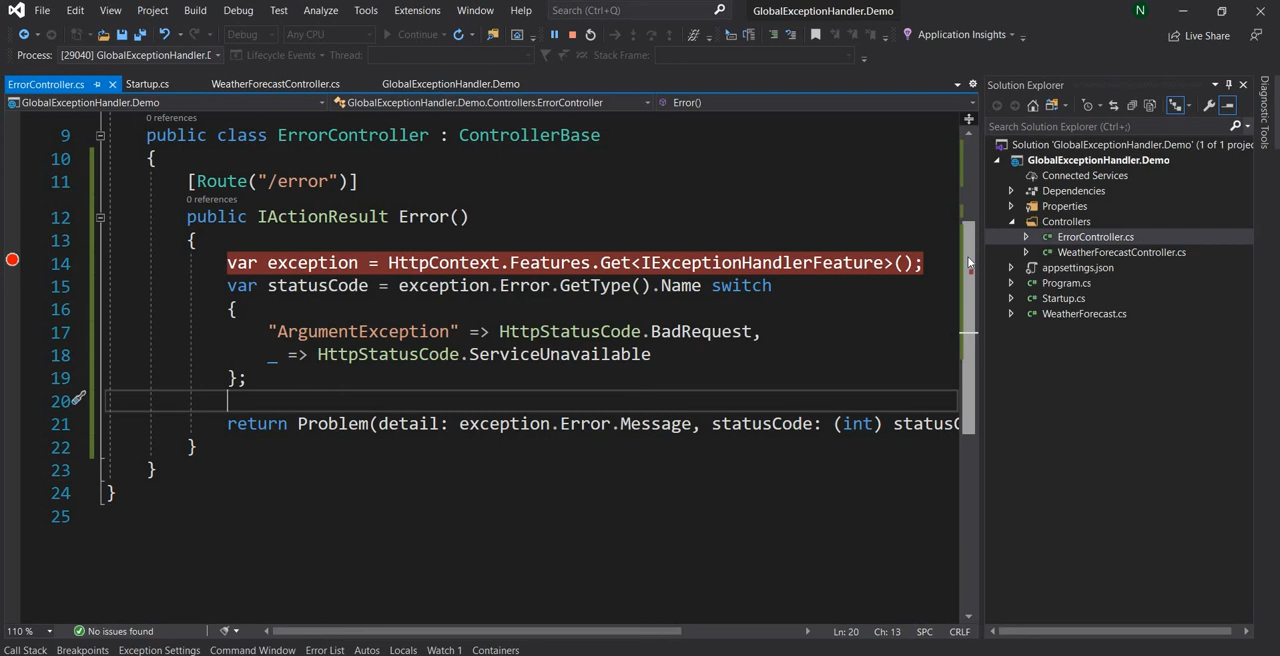 File Edit View Project Build Debug Test Analyze Tools Extensions Window Help Search (Ctrl+Q) GlobalExceptionHandler.Demo N
Debug Any CPU Continue Application Insights Live Share
Process: [29040] GlobalExceptionHandler.D Lifecycle Events Thread: Stack Frame:
ErrorController.cs Startup.cs WeatherForecastController.cs GlobalExceptionHandler.Demo
GlobalExceptionHandler.Demo GlobalExceptionHandler.Demo.Controllers.ErrorController Error()
0 references
9 public class ErrorController : ControllerBase
10 {
11 [Route("/error")]
0 references
12 public IActionResult Error()
13 {
14 var exception = HttpContext.Features.Get<IExceptionHandlerFeature>();
15 var statusCode = exception.Error.GetType().Name switch
16 {
17 "ArgumentException" => HttpStatusCode.BadRequest,
18 _ => HttpStatusCode.ServiceUnavailable
19 };
20
21 return Problem(detail: exception.Error.Message, statusCode: (int) statusC
22 }
23 }
24 }
25
110 % No issues found Ln: 20 Ch: 13 SPC CRLF
Call Stack Breakpoints Exception Settings Command Window Error List Autos Locals Watch 1 Containers
Solution Explorer
Search Solution Explorer (Ctrl+;)
Solution 'GlobalExceptionHandler.Demo' (1 of 1 projec
GlobalExceptionHandler.Demo
Connected Services
Dependencies
Properties
Controllers
ErrorController.cs
WeatherForecastController.cs
appsettings.json
Program.cs
Startup.cs
WeatherForecast.cs
Diagnostic Tools